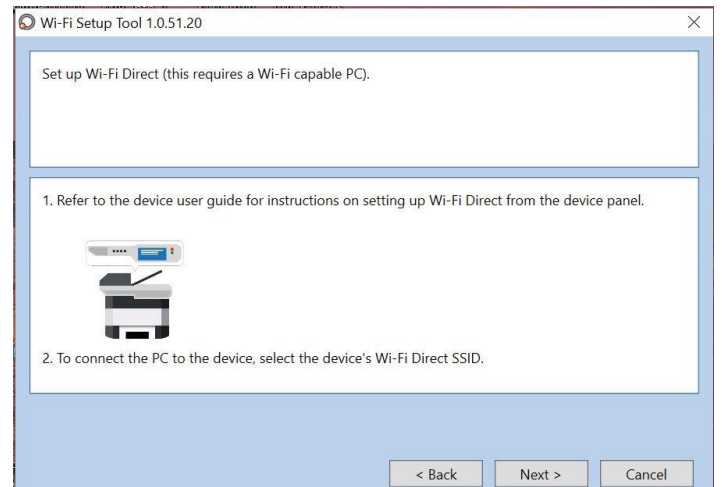 Wi-Fi Setup Tool 1.0.51.20
Set up Wi-Fi Direct (this requires a Wi-Fi capable PC).
1. Refer to the device user guide for instructions on setting up Wi-Fi Direct from the device panel.
2. To connect the PC to the device, select the device's Wi-Fi Direct SSID.
< Back Next > Cancel